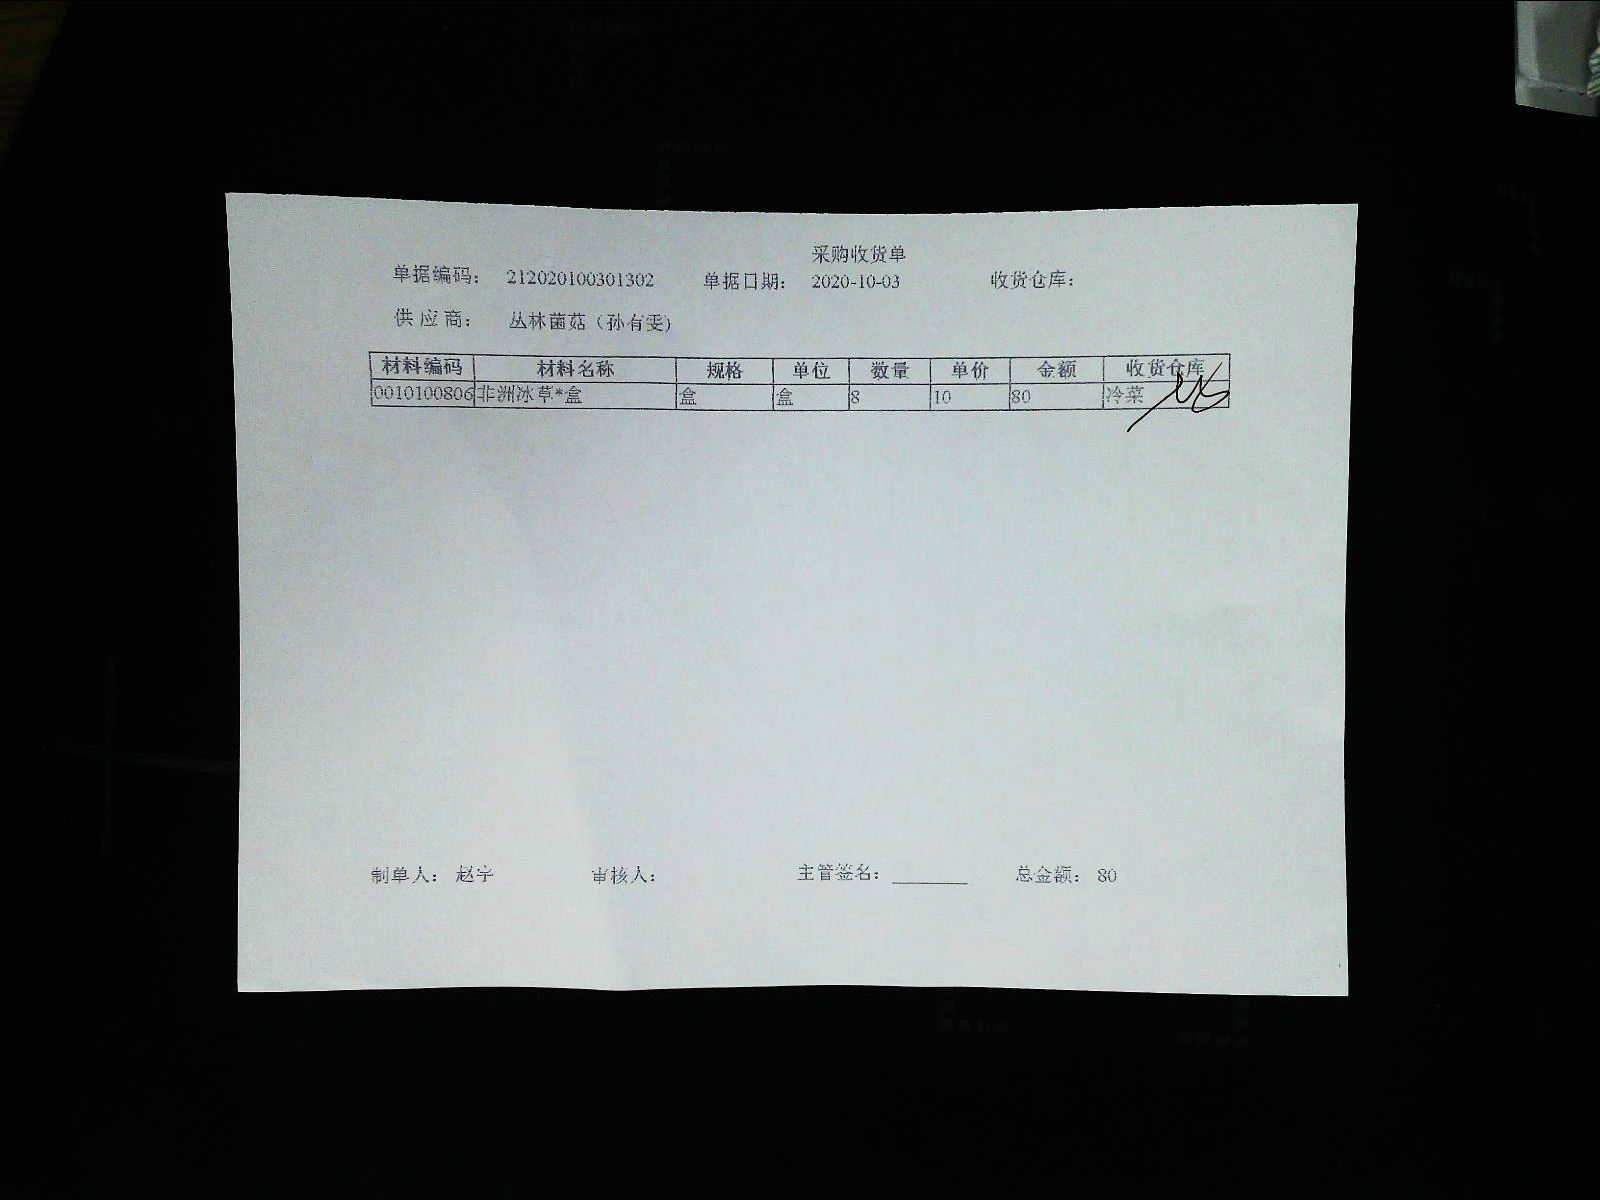 采购收货单
单据编码： 212020100301302 单据日期： 2020-10-03 收货仓库：
供应商： 丛林菌菇（孙有雯）
材料编码 材料名称 规格 单位 数量 单价 金额 收货仓库
0010100806 非洲冰草*盒 盒 盒 8 10 80 冷菜
制单人： 赵宇 审核人： 主管签名： 总金额： 80